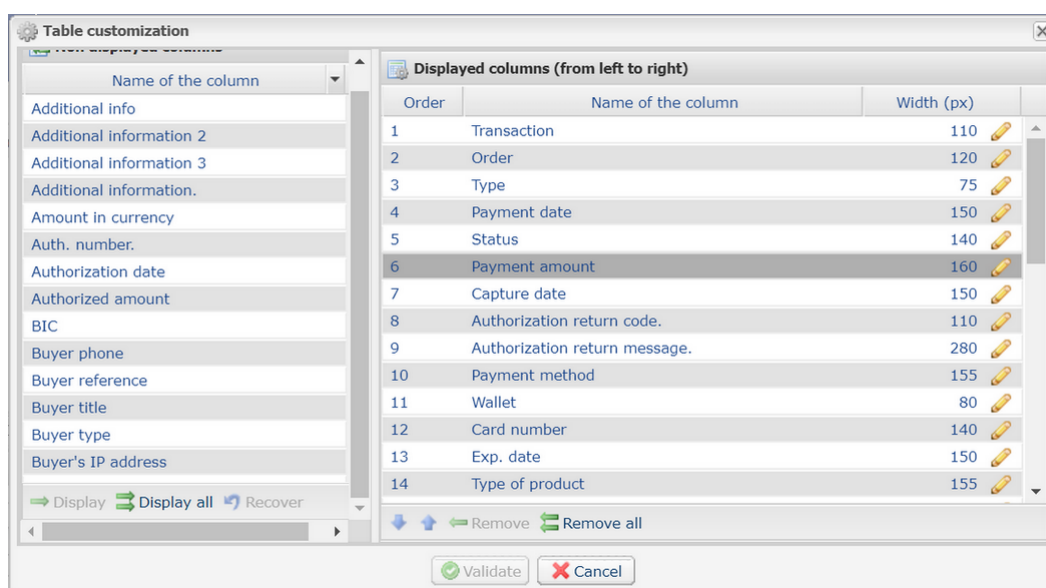 Table customization
Non displayed columns
Name of the column
Additional info
Additional information 2
Additional information 3
Additional information.
Amount in currency
Auth. number.
Authorization date
Authorized amount
BIC
Buyer phone
Buyer reference
Buyer title
Buyer type
Buyer's IP address
Display Display all Recover
Displayed columns (from left to right)
Order Name of the column Width (px)
1 Transaction 110
2 Order 120
3 Type 75
4 Payment date 150
5 Status 140
6 Payment amount 160
7 Capture date 150
8 Authorization return code. 110
9 Authorization return message. 280
10 Payment method 155
11 Wallet 80
12 Card number 140
13 Exp. date 150
14 Type of product 155
Remove Remove all
Validate Cancel